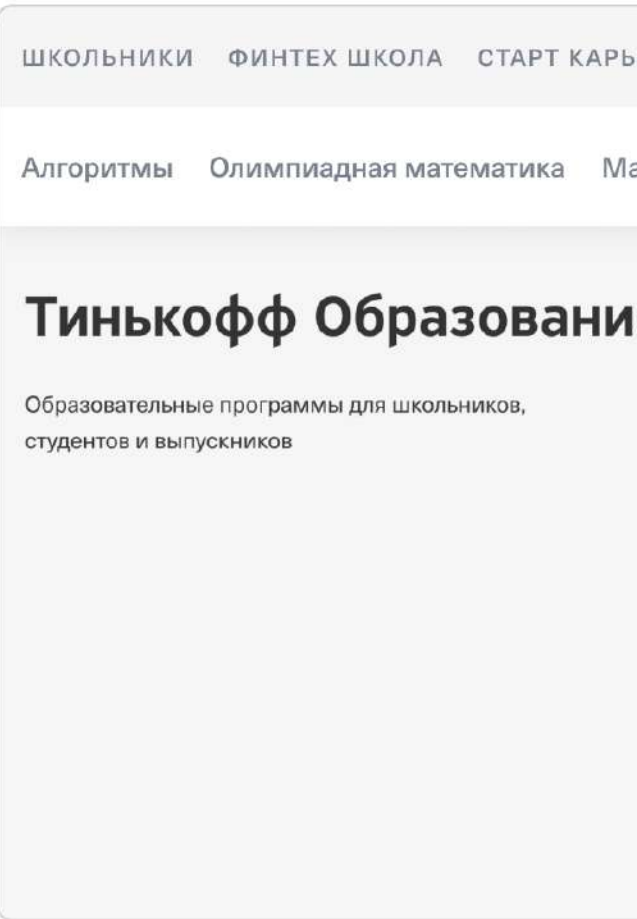 ШКОЛЬНИКИ ФИНТЕХ ШКОЛА СТАРТ КАРЬ
Алгоритмы Олимпиадная математика Ма
Тинькофф Образовани
Образовательные программы для школьников,
студентов и выпускников